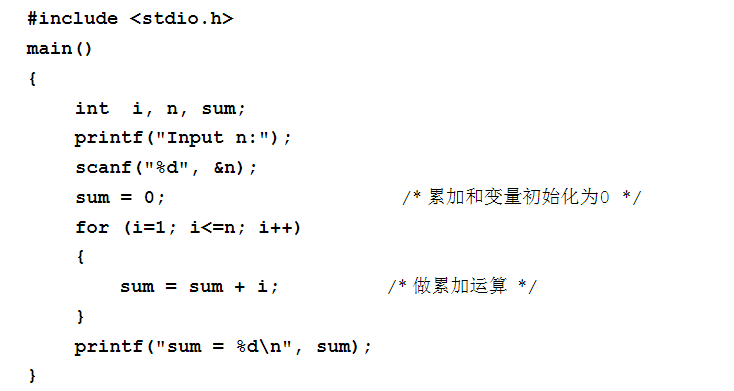 #include <stdio.h>
main()
{
    int  i, n, sum;
    printf("Input n:");
    scanf("%d", &n);
    sum = 0;                    /* 累加和变量初始化为0 */
    for (i=1; i<=n; i++)
    {
        sum = sum + i;          /* 做累加运算 */
    }
    printf("sum = %d\n", sum);
}